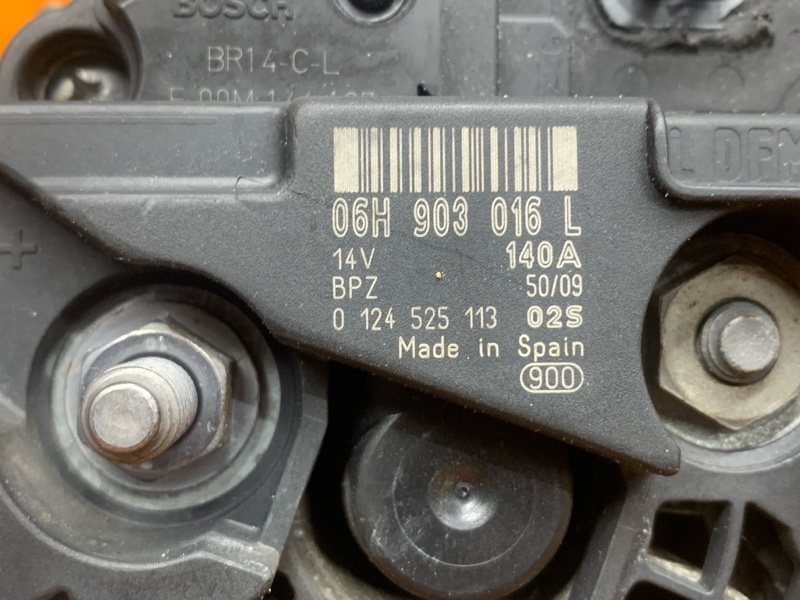 BOSCH
BR14-C-L
06H 903 016 L
14V 140A
BPZ 50/09
0 124 525 113 02S
Made in Spain
900
L DFM
+